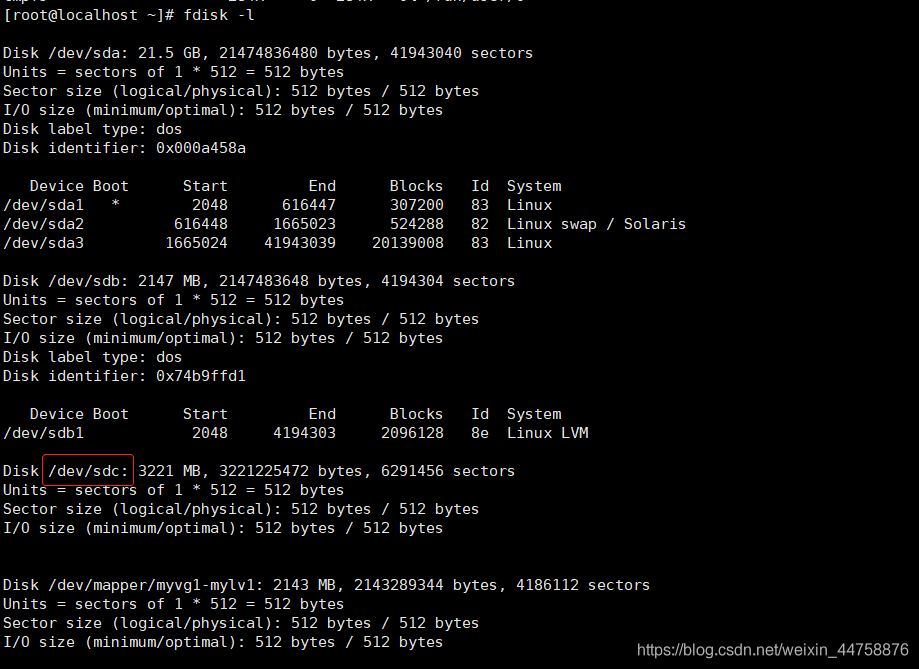 [root@localhost ~]# fdisk -l
Disk /dev/sda: 21.5 GB, 21474836480 bytes, 41943040 sectors
Units = sectors of 1 * 512 = 512 bytes
Sector size (logical/physical): 512 bytes / 512 bytes
I/O size (minimum/optimal): 512 bytes / 512 bytes
Disk label type: dos
Disk identifier: 0x000a458a
Device Boot Start End Blocks Id System
/dev/sda1 * 2048 616447 307200 83 Linux
/dev/sda2 616448 1665023 524288 82 Linux swap / Solaris
/dev/sda3 1665024 41943039 20139008 83 Linux
Disk /dev/sdb: 2147 MB, 2147483648 bytes, 4194304 sectors
Units = sectors of 1 * 512 = 512 bytes
Sector size (logical/physical): 512 bytes / 512 bytes
I/O size (minimum/optimal): 512 bytes / 512 bytes
Disk label type: dos
Disk identifier: 0x74b9ffd1
Device Boot Start End Blocks Id System
/dev/sdb1 2048 4194303 2096128 8e Linux LVM
Disk /dev/sdc: 3221 MB, 3221225472 bytes, 6291456 sectors
Units = sectors of 1 * 512 = 512 bytes
Sector size (logical/physical): 512 bytes / 512 bytes
I/O size (minimum/optimal): 512 bytes / 512 bytes
Disk /dev/mapper/myvg1-mylv1: 2143 MB, 2143289344 bytes, 4186112 sectors
Units = sectors of 1 * 512 = 512 bytes
Sector size (logical/physical): 512 bytes / 512 bytes
I/O size (minimum/optimal): 512 bytes / 512 bytes
https://blog.csdn.net/weixin_44758876